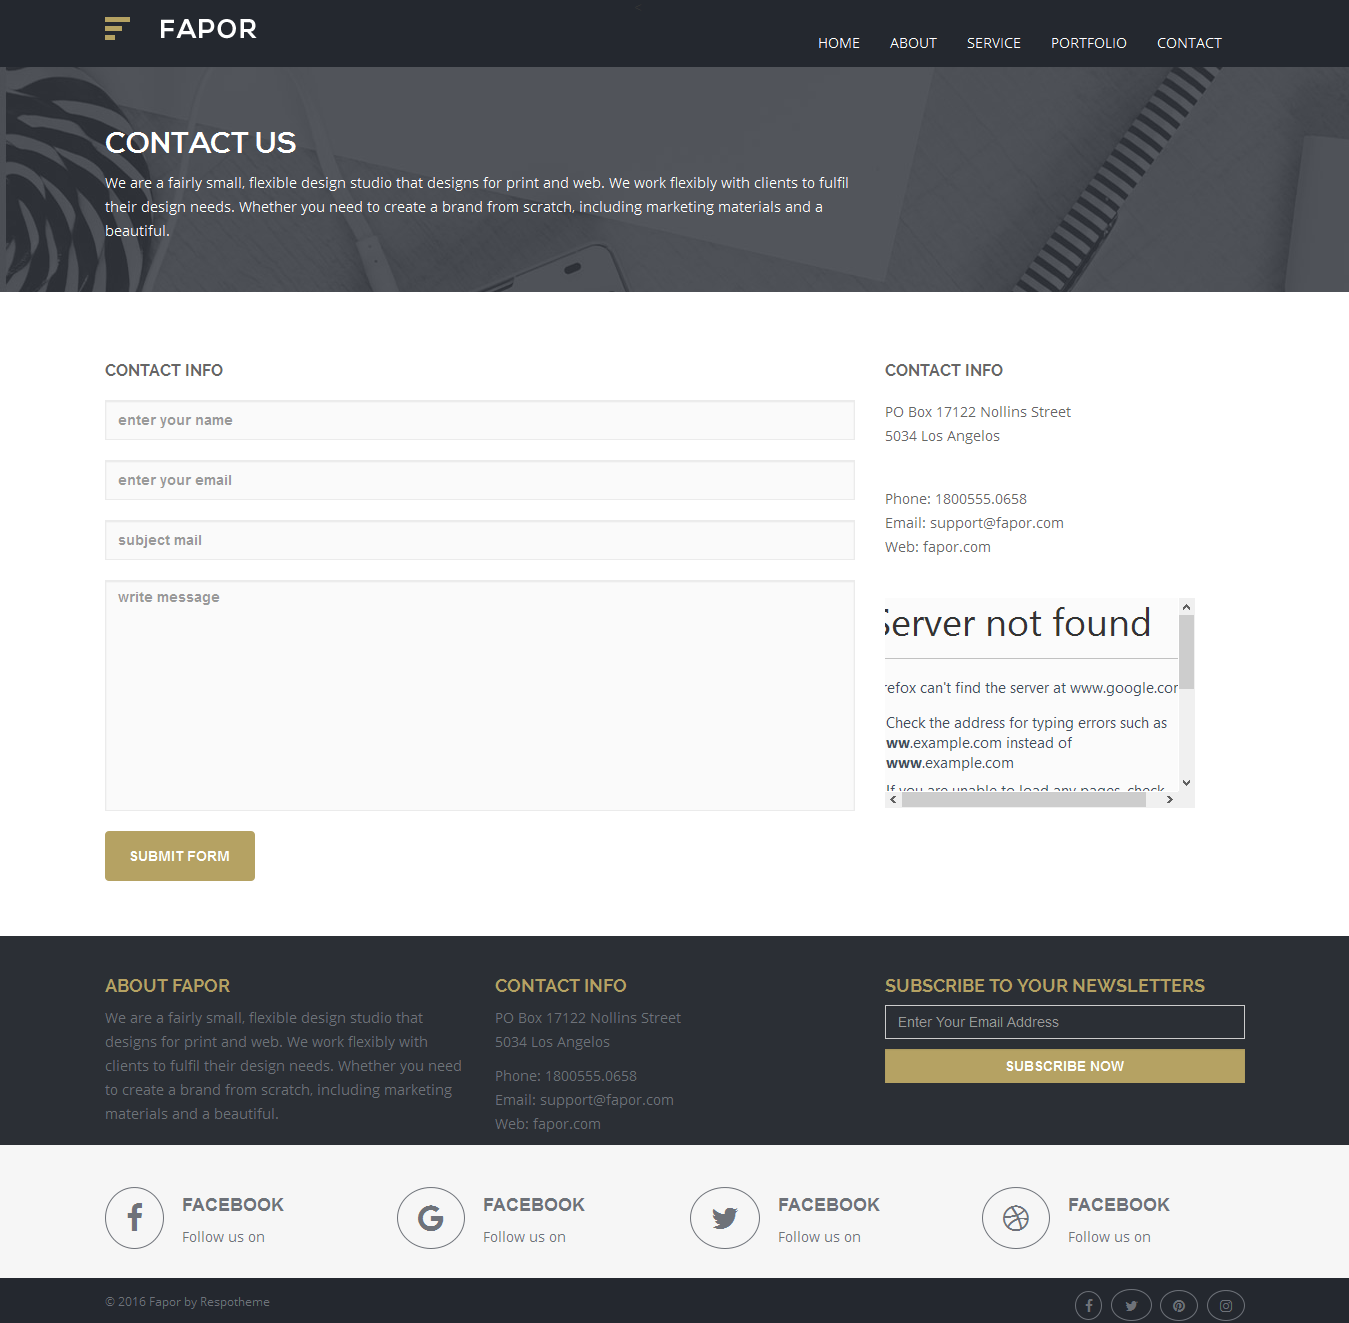 FAPOR
HOME ABOUT SERVICE PORTFOLIO CONTACT
CONTACT US
We are a fairly small, flexible design studio that designs for print and web. We work flexibly with clients to fulfil
their design needs. Whether you need to create a brand from scratch, including marketing materials and a
beautiful.
CONTACT INFO
enter your name
enter your email
subject mail
write message
SUBMIT FORM
CONTACT INFO
PO Box 17122 Nollins Street
5034 Los Angelos
Phone: 1800555.0658
Email: support@fapor.com
Web: fapor.com
Server not found
refox can't find the server at www.google.cor
Check the address for typing errors such as
ww.example.com instead of
www.example.com
If you are unable to load any pages, check
ABOUT FAPOR
We are a fairly small, flexible design studio that
designs for print and web. We work flexibly with
clients to fulfil their design needs. Whether you need
to create a brand from scratch, including marketing
materials and a beautiful.
CONTACT INFO
PO Box 17122 Nollins Street
5034 Los Angelos
Phone: 1800555.0658
Email: support@fapor.com
Web: fapor.com
SUBSCRIBE TO YOUR NEWSLETTERS
Enter Your Email Address
SUBSCRIBE NOW
FACEBOOK
Follow us on
FACEBOOK
Follow us on
FACEBOOK
Follow us on
FACEBOOK
Follow us on
© 2016 Fapor by Respotheme